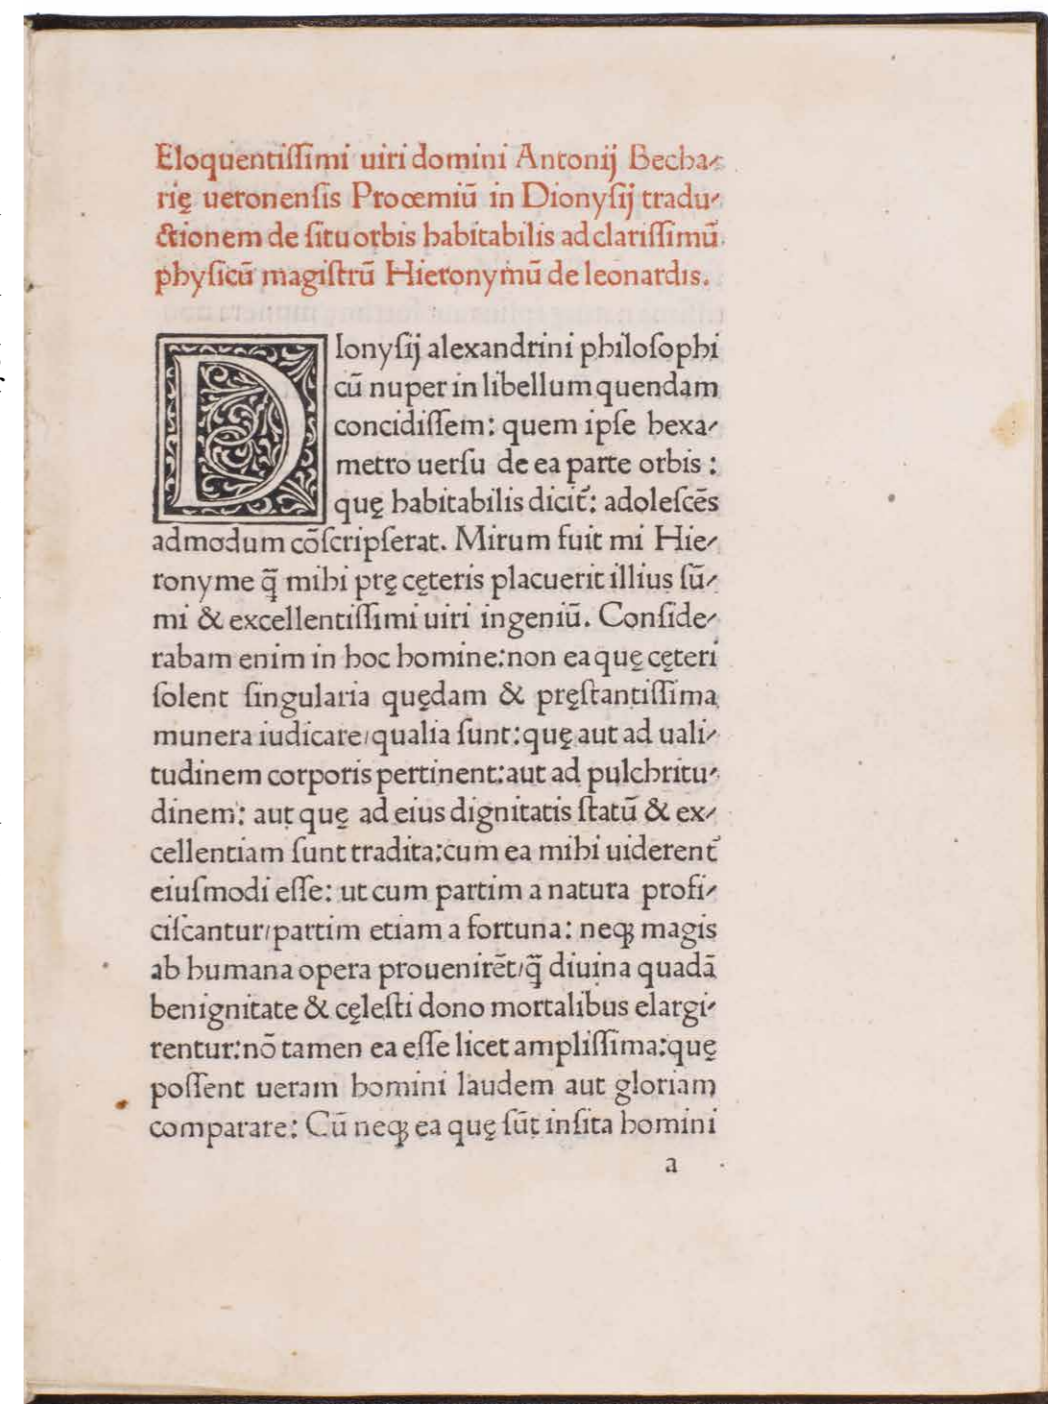 Eloquentiſſimi uiri domini Antonij Becha⸗
rię ueronenſis Prooemiū in Dionyſij tradu⸗
ctionem de ſitu orbis habitabilis ad clariſſimū
phyſicū magiſtrū Hieronymū de leonardis.
DIonyſij alexandrini philoſophi
cū nuper in libellum quendam
concidiſſem: quem ipſe hexa⸗
metro uerſu de ea parte orbis:
quę habitabilis dicit᷑: adoleſcēs
admodum cōſcripſerat. Mirum fuit mi Hie⸗
ronyme q̄ mihi prę cęteris placuerit illius ſū⸗
mi & excellentiſſimi uiri ingeniū. Conſide⸗
rabam enim in hoc homine:non ea quę cęteri
ſolent ſingularia quędam & pręſtantiſſima
munera iudicare/qualia ſunt:quę aut ad uali⸗
tudinem corporis pertinent:aut ad pulchritu⸗
dinem: aut quę ad eius dignitatis ſtatū & ex⸗
cellentiam ſunt tradita:cum ea mihi uiderent᷑
eiuſmodi eſſe: ut cum partim a natura profi⸗
ciſcantur/partim etiam a fortuna: neqꝫ magis
ab humana opera prouenirēt/q̄ diuina quadā
benignitate & cęleſti dono mortalibus elargi⸗
rentur:nō tamen ea eſſe licet ampliſſima:quę
poſſent ueram homini laudem aut gloriam
comparare: Cū neqꝫ ea quę ſūt inſita homini
a